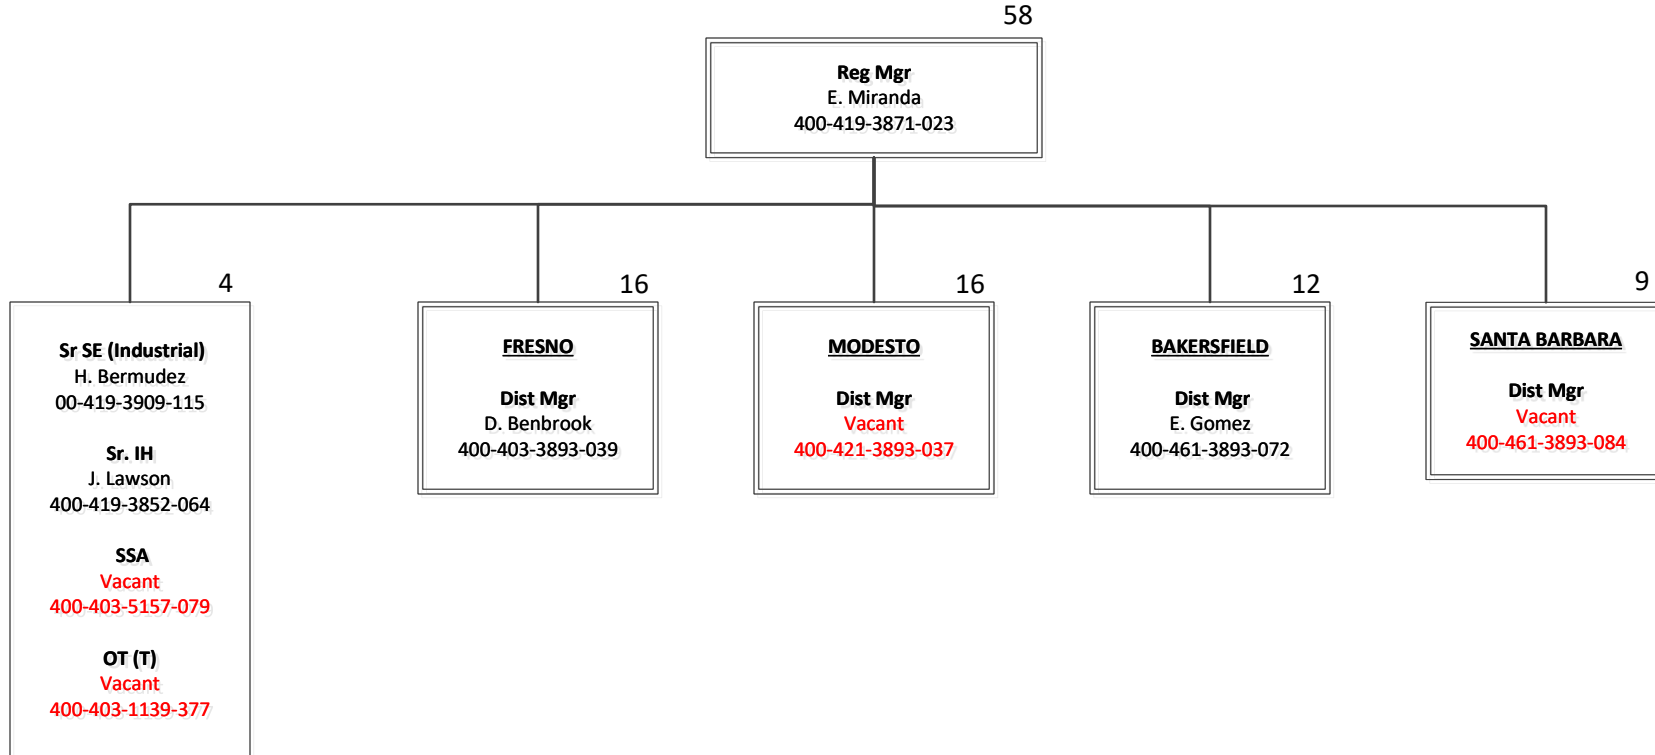 58
Reg Mgr
E. Miranda
400-419-3871-023
4
Sr SE (Industrial)
H. Bermudez
00-419-3909-115
Sr. IH
J. Lawson
400-419-3852-064
SSA
Vacant
400-403-5157-079
OT (T)
Vacant
400-403-1139-377
16
FRESNO
Dist Mgr
D. Benbrook
400-403-3893-039
16
MODESTO
Dist Mgr
Vacant
400-421-3893-037
12
BAKERSFIELD
Dist Mgr
E. Gomez
400-461-3893-072
9
SANTA BARBARA
Dist Mgr
Vacant
400-461-3893-084